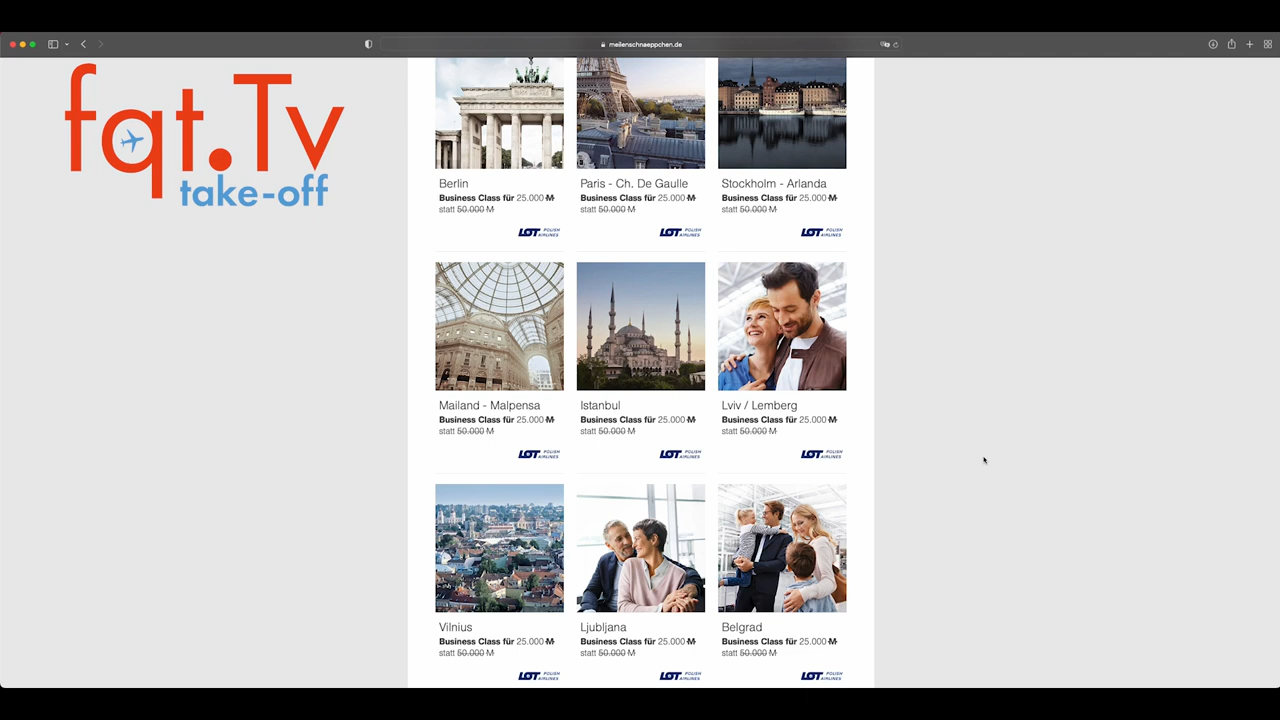 meilenschnaeppchen.de
fqt.Tv
take-off
Berlin
Business Class für 25.000 M
statt 50.000 M
LOT POLISH AIRLINES
Paris - Ch. De Gaulle
Business Class für 25.000 M
statt 50.000 M
LOT POLISH AIRLINES
Stockholm - Arlanda
Business Class für 25.000 M
statt 50.000 M
LOT POLISH AIRLINES
Mailand - Malpensa
Business Class für 25.000 M
statt 50.000 M
LOT POLISH AIRLINES
Istanbul
Business Class für 25.000 M
statt 50.000 M
LOT POLISH AIRLINES
Lviv / Lemberg
Business Class für 25.000 M
statt 50.000 M
LOT POLISH AIRLINES
Vilnius
Business Class für 25.000 M
statt 50.000 M
LOT POLISH AIRLINES
Ljubljana
Business Class für 25.000 M
statt 50.000 M
LOT POLISH AIRLINES
Belgrad
Business Class für 25.000 M
statt 50.000 M
LOT POLISH AIRLINES